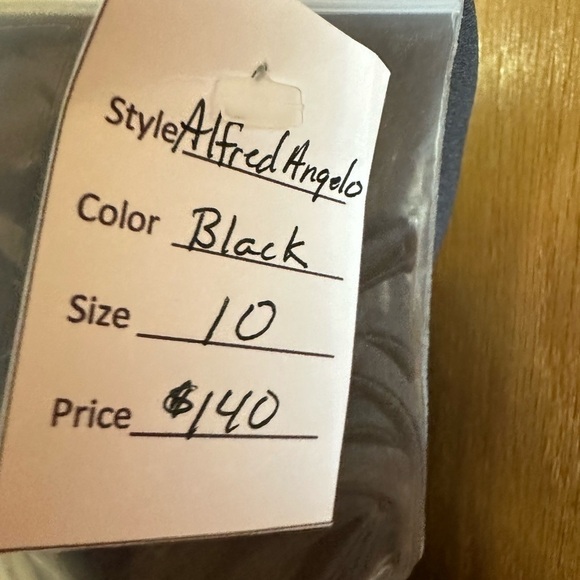 Style Alfred Angelo
Color Black
Size 10
Price $140